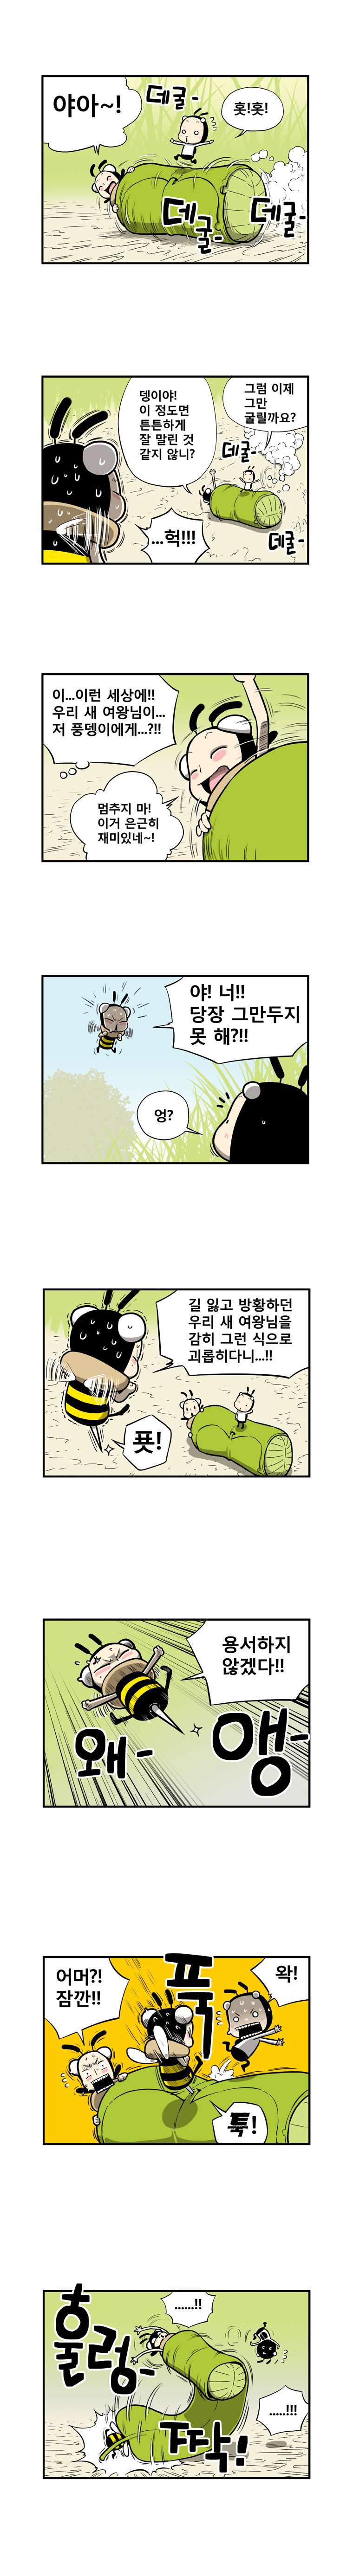 야아~!
데굴-
홋!홋!
데굴-
데굴-
뎅이야!
이 정도면
튼튼하게
잘 말린 것
같지 않니?
그럼 이제
그만
굴릴까요?
데굴-
...헉!!!
데굴-
이...이런 세상에!!
우리 새 여왕님이...
저 풍뎅이에게...?!!
멈추지 마!
이거 은근히
재미있네~!
야! 너!!
당장 그만두지
못 해?!!
엉?
길 잃고 방황하던
우리 새 여왕님을
감히 그런 식으로
괴롭히다니...!!
푯!
용서하지
않겠다!!
왜-
앵-
어머?!
잠깐!!
푹
왁!
툭!
......!!
훌렁-
.....!!!
쫘악!